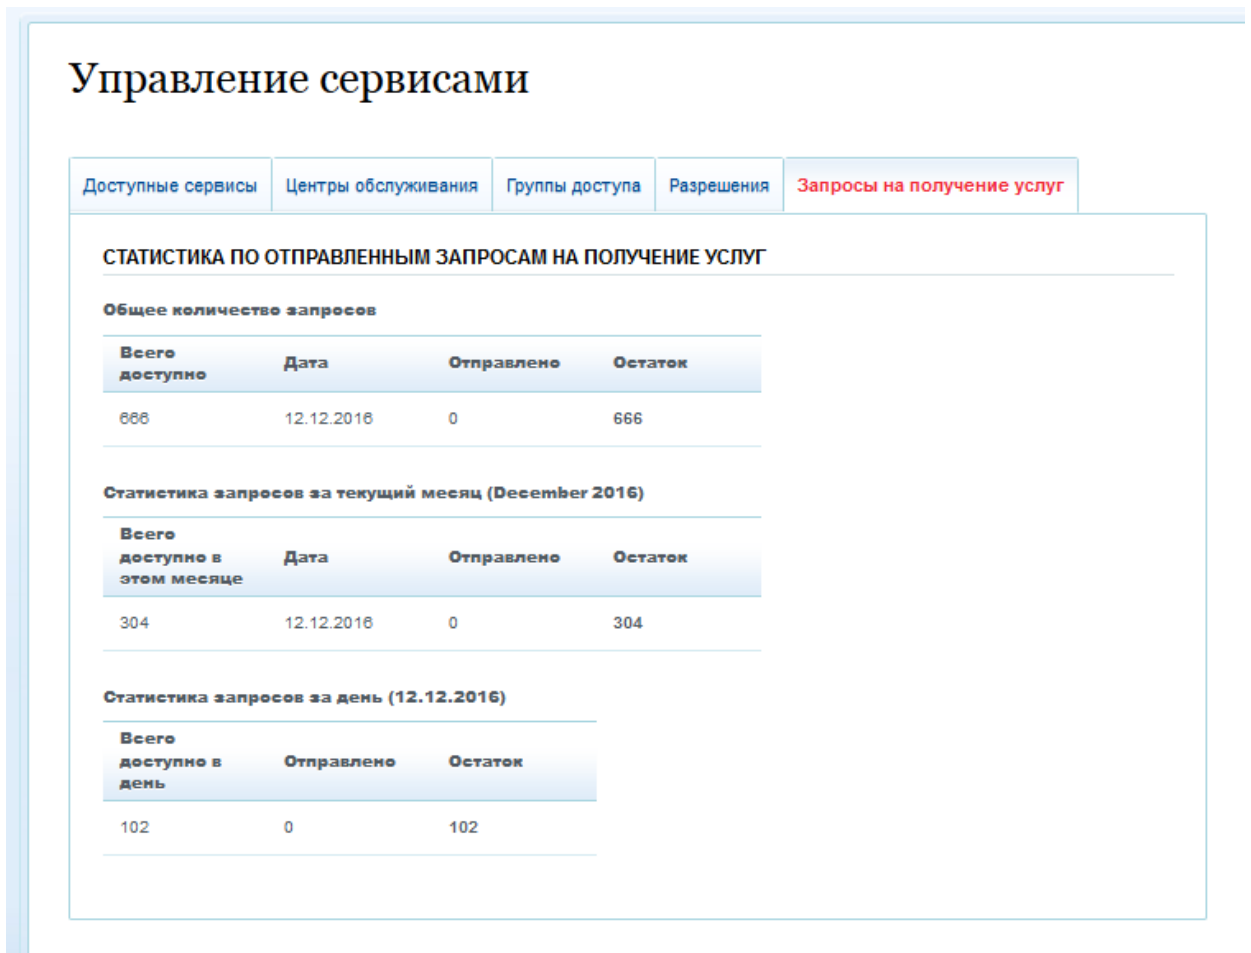 Управление сервисами
Доступные сервисы Центры обслуживания Группы доступа Разрешения Запросы на получение услуг
СТАТИСТИКА ПО ОТПРАВЛЕННЫМ ЗАПРОСАМ НА ПОЛУЧЕНИЕ УСЛУГ
Общее количество запросов
Всего
доступно Дата Отправлено Остаток
666 12.12.2016 0 666
Статистика запросов за текущий месяц (December 2016)
Всего
доступно в Дата Отправлено Остаток
этом месяце
304 12.12.2016 0 304
Статистика запросов за день (12.12.2016)
Всего
доступно в Отправлено Остаток
день
102 0 102